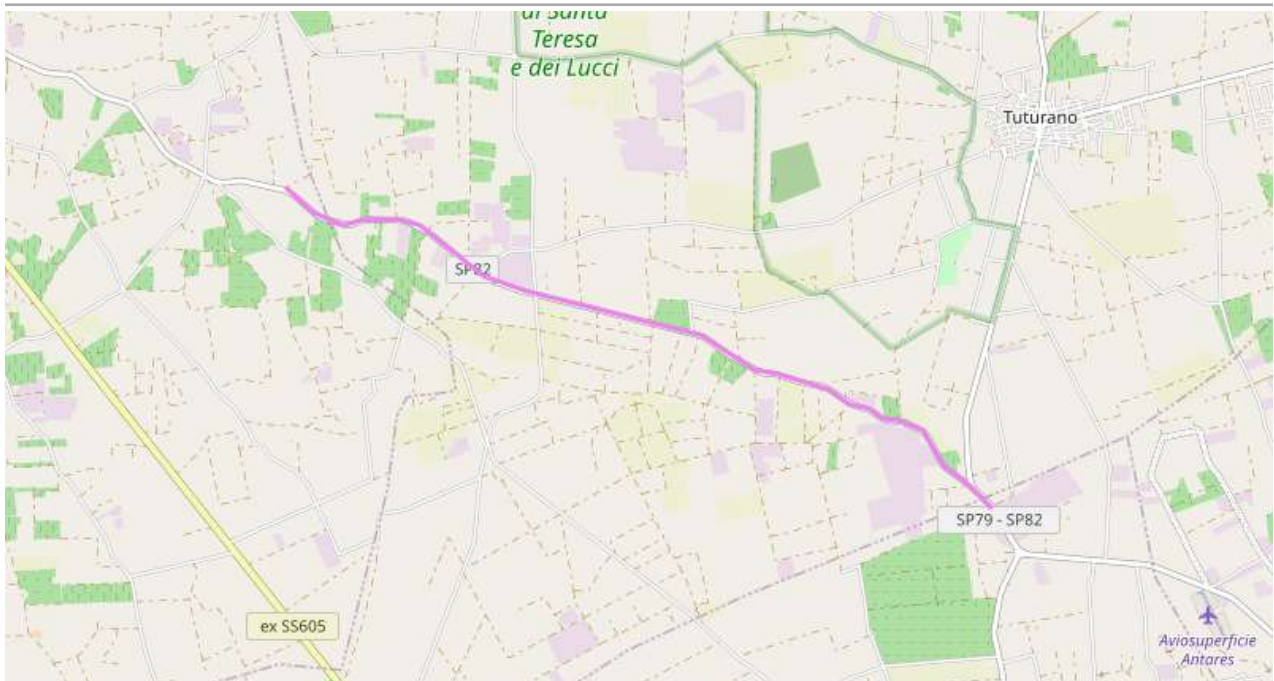 di Santa
Teresa
e dei Lucci
Tuturano
SP82
SP79 - SP82
ex SS605
Aviosuperficie
Antares